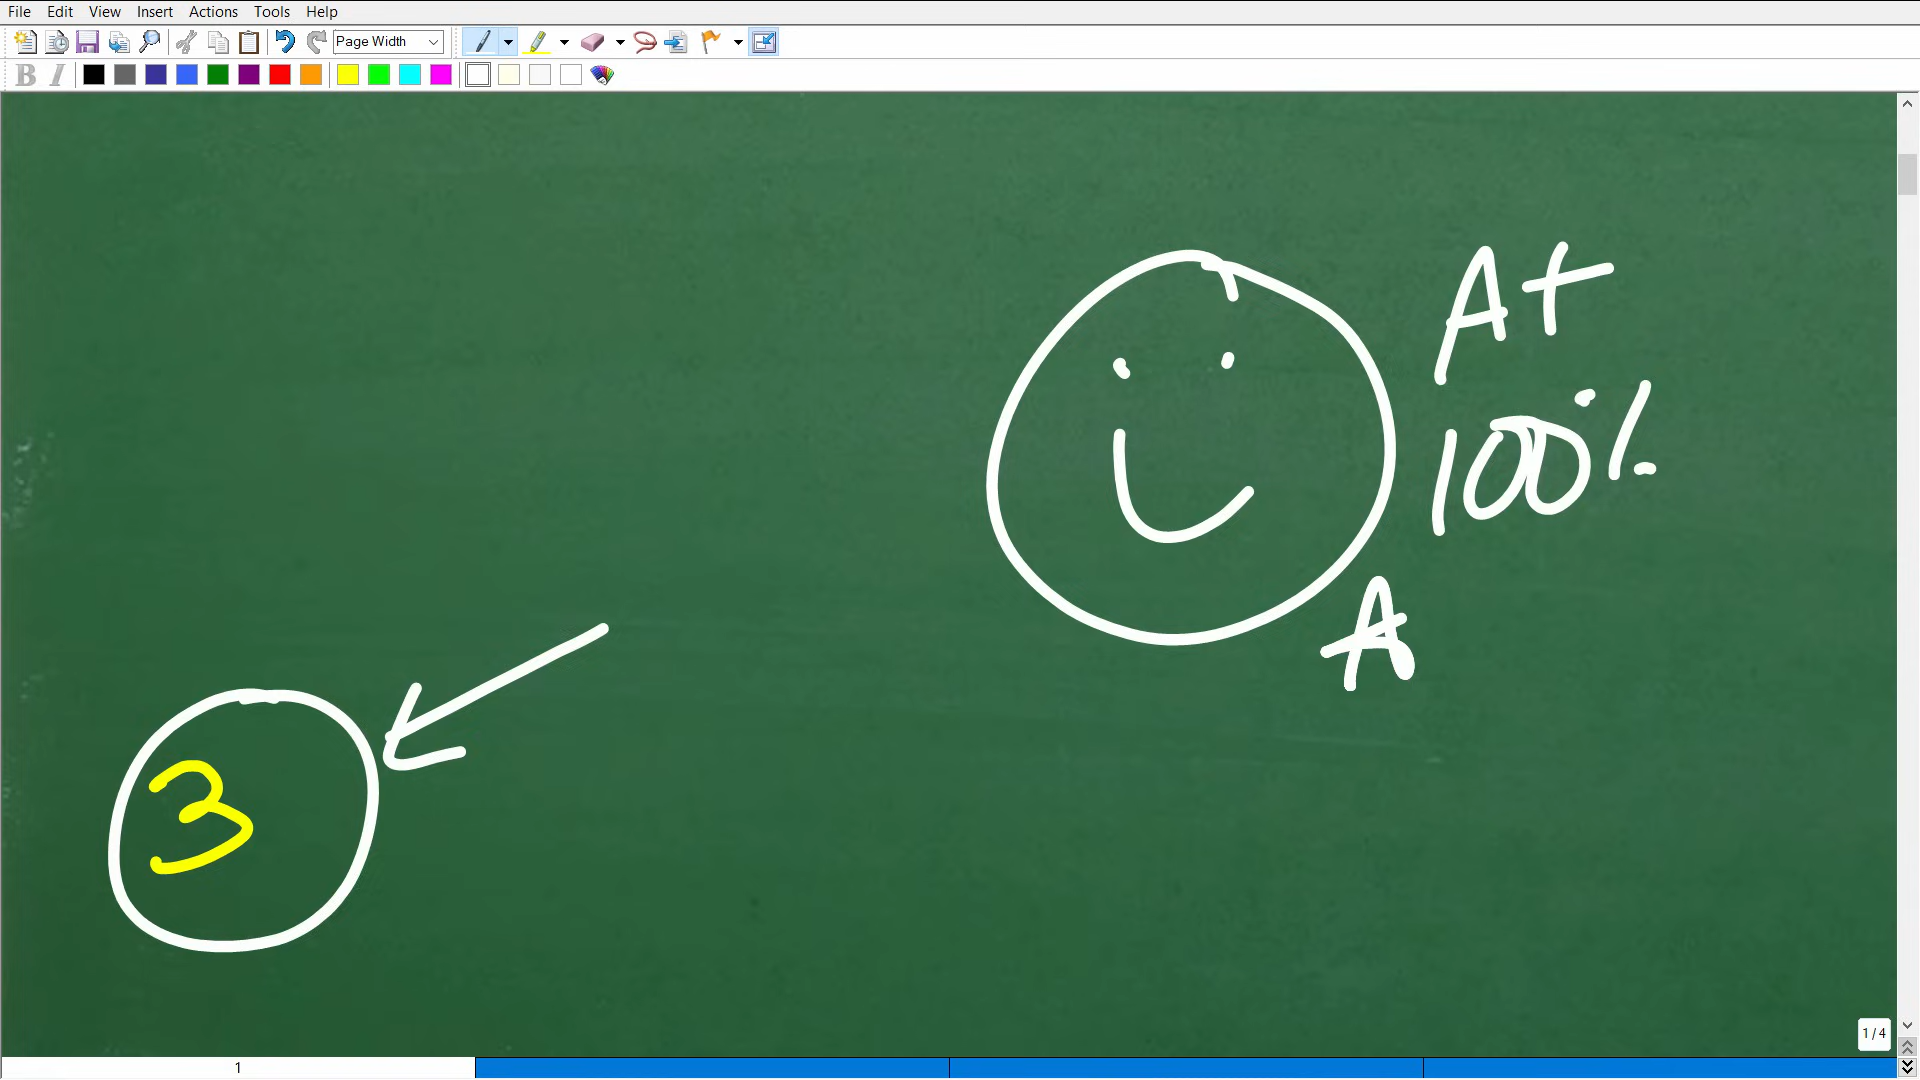 File Edit View Insert Actions Tools Help
Page Width
B I
A+
100%
A
3
1 / 4
1